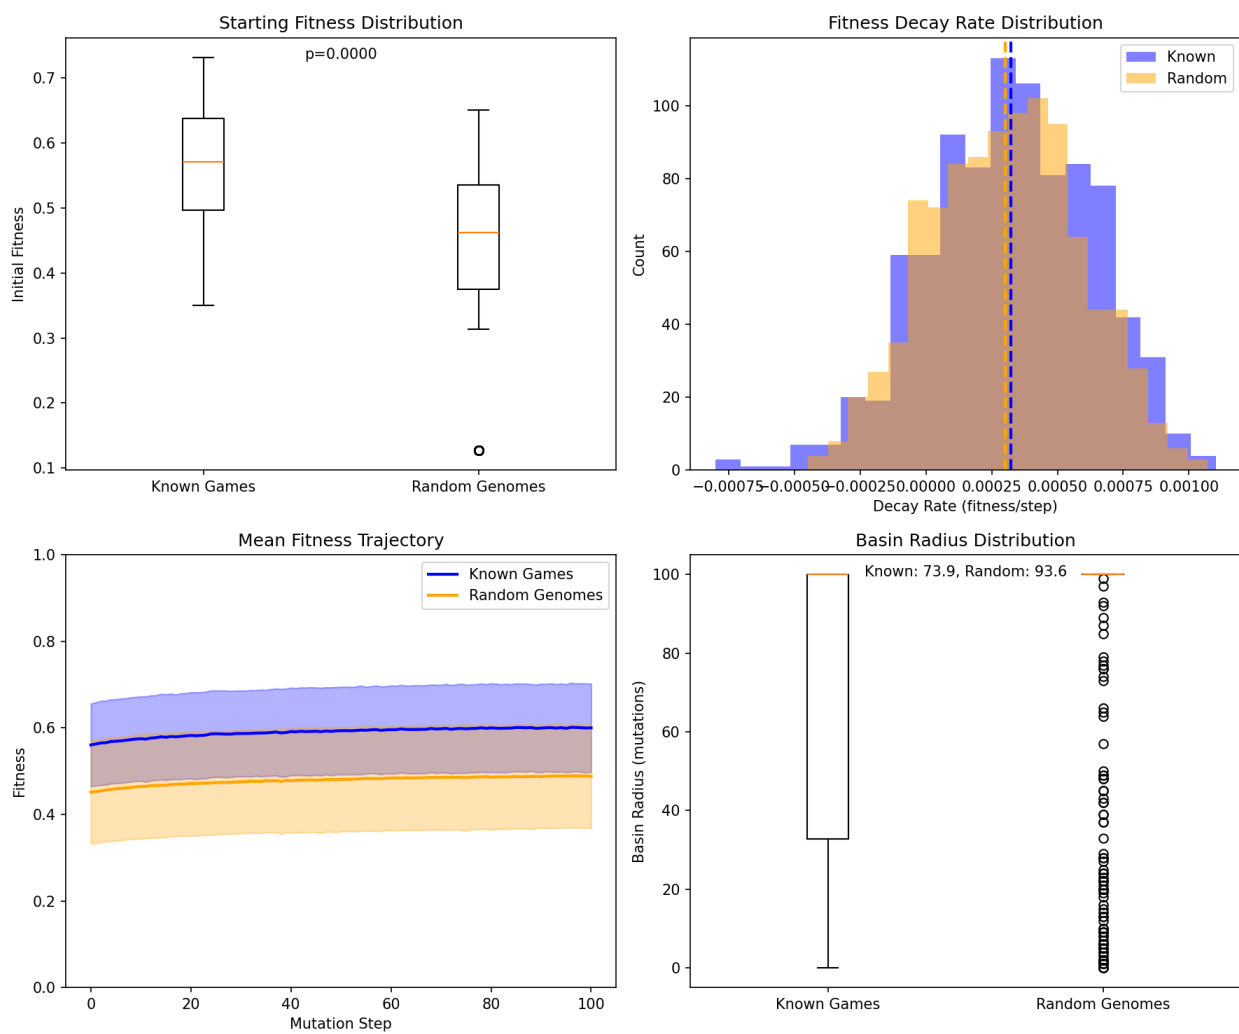 Starting Fitness Distribution
p=0.0000
Initial Fitness
0.7
0.6
0.5
0.4
0.3
0.2
0.1
Known Games
Random Genomes
Fitness Decay Rate Distribution
Known
Random
Count
100
80
60
40
20
0
−0.00075
−0.00050
−0.00025
0.00000
0.00025
0.00050
0.00075
0.00100
Decay Rate (fitness/step)
Mean Fitness Trajectory
Known Games
Random Genomes
Fitness
1.0
0.8
0.6
0.4
0.2
0.0
0
20
40
60
80
100
Mutation Step
Basin Radius Distribution
Known: 73.9, Random: 93.6
Basin Radius (mutations)
100
80
60
40
20
0
Known Games
Random Genomes